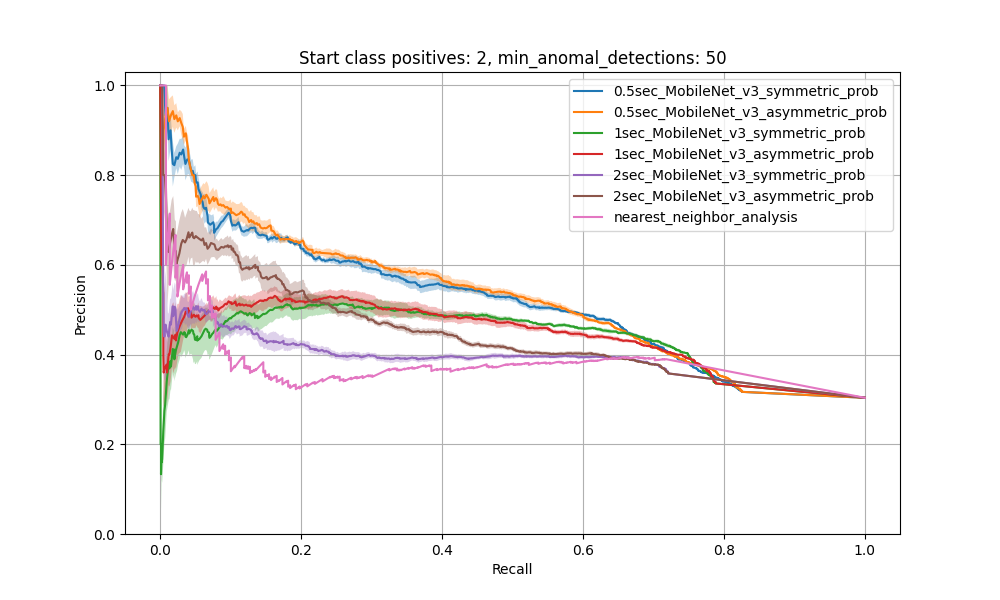 Start class positives: 2, min_anomal_detections: 50
1.0
0.8
0.6
0.4
0.2
0.0
Precision
0.5sec_MobileNet_v3_symmetric_prob
0.5sec_MobileNet_v3_asymmetric_prob
1sec_MobileNet_v3_symmetric_prob
1sec_MobileNet_v3_asymmetric_prob
2sec_MobileNet_v3_symmetric_prob
2sec_MobileNet_v3_asymmetric_prob
nearest_neighbor_analysis
0.0 0.2 0.4 0.6 0.8 1.0
Recall